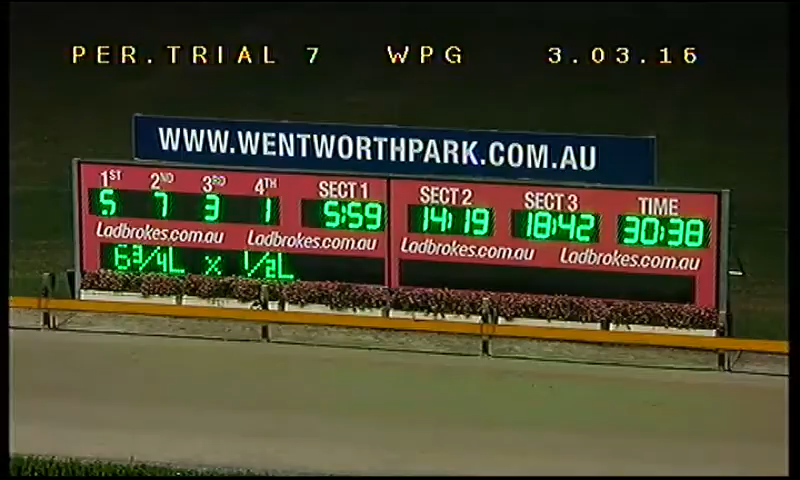 PER.TRIAL 7 WPG 3.03.16
WWW.WENTWORTHPARK.COM.AU
1ST 2ND 3RD 4TH SECT 1 SECT 2 SECT 3 TIME
5 7 3 1 5:59 14:19 18:42 30:38
Ladbrokes.com.au Ladbrokes.com.au Ladbrokes.com.au Ladbrokes.com.au
6¾L ½L